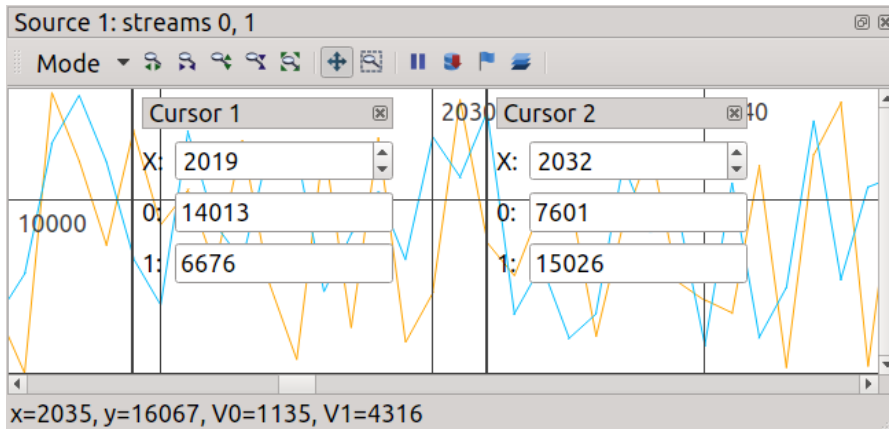 Source 1: streams 0, 1
Mode
Cursor 1
2030
Cursor 2
40
X: 2019
X: 2032
10000
0: 14013
0: 7601
1: 6676
1: 15026
x=2035, y=16067, V0=1135, V1=4316